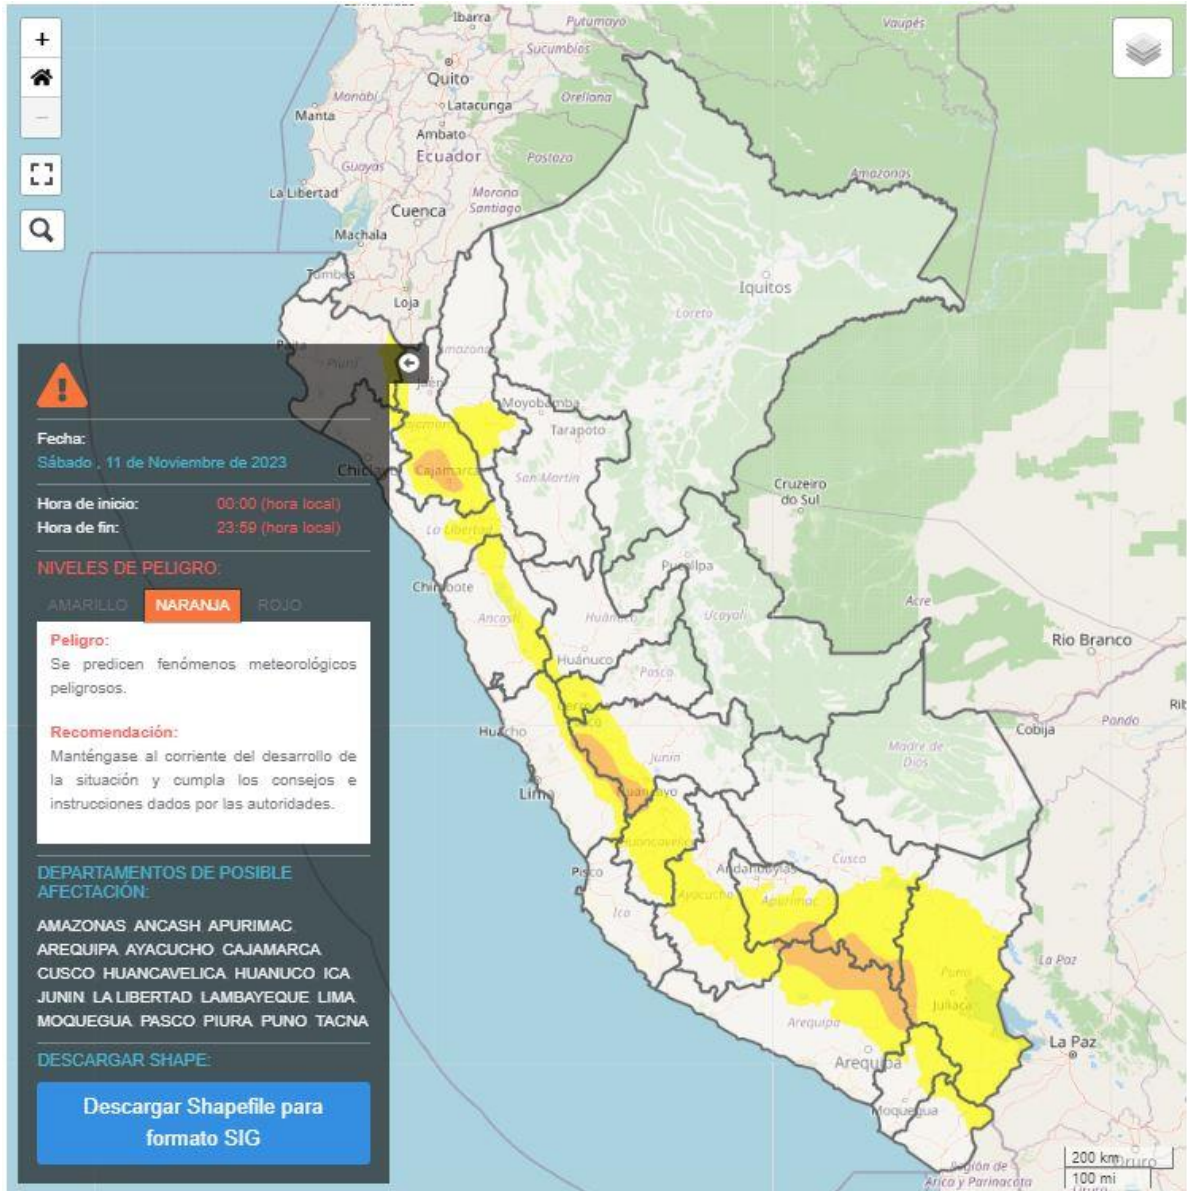 Ibarra
Putumayo
Vaupés
Sucumbíos
+
Quito
Manabí
Latacunga
Orellana
Manta
−
Ambato
Ecuador
Pastaza
Guayas
Amazonas
La Libertad
Morona
Santiago
Cuenca
Machala
Tumbes
Iquitos
Loja
Loreto
Piura
Amazonas
Jaén
Moyobamba
Cajamarca
Tarapoto
Fecha:
Sábado , 11 de Noviembre de 2023
Cajamarca
San Martín
Cruzeiro
do Sul
Hora de inicio: 00:00 (hora local)
Hora de fin: 23:59 (hora local)
La Libertad
NIVELES DE PELIGRO:
Pucallpa
Chimbote
AMARILLO NARANJA ROJO
Ancash
Huánuco
Ucayali
Acre
Peligro:
Se predicen fenómenos meteorológicos
peligrosos.
Rio Branco
Huánuco
Pasco
Recomendación:
Manténgase al corriente del desarrollo de
la situación y cumpla los consejos e
instrucciones dados por las autoridades.
Huacho
Cobija
Pando
Junín
Madre de
Dios
Lima
Huancayo
Huancavelica
DEPARTAMENTOS DE POSIBLE
AFECTACIÓN:
Pisco
Andahuaylas
Cusco
Ayacucho
Apurímac
Ica
AMAZONAS ANCASH APURIMAC
AREQUIPA AYACUCHO CAJAMARCA
CUSCO HUANCAVELICA HUANUCO ICA
JUNIN LA LIBERTAD LAMBAYEQUE LIMA
MOQUEGUA PASCO PIURA PUNO TACNA
La Paz
Puno
Juliaca
Arequipa
DESCARGAR SHAPE:
La Paz
Arequipa
Descargar Shapefile para
formato SIG
Moquegua
200 km
Oruro
100 mi
Región de
Arica y Parinacota